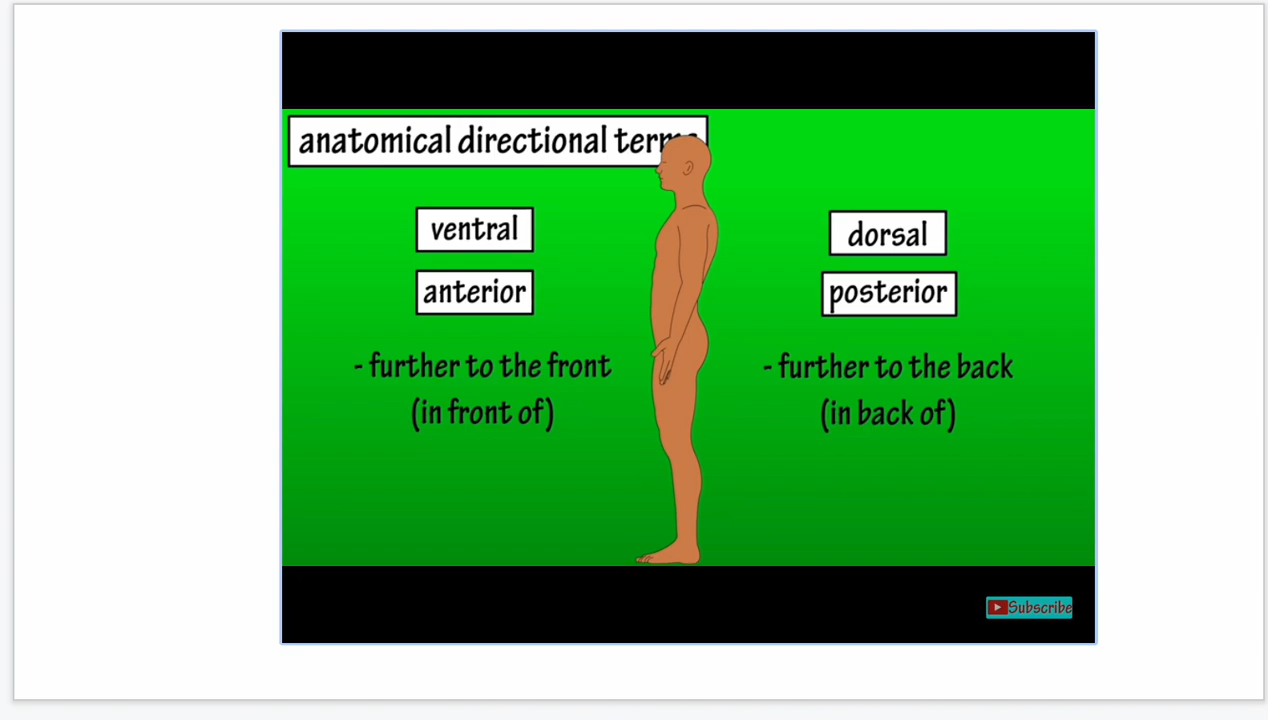 anatomical directional terms
ventral
anterior
- further to the front
(in front of)
dorsal
posterior
- further to the back
(in back of)
Subscribe